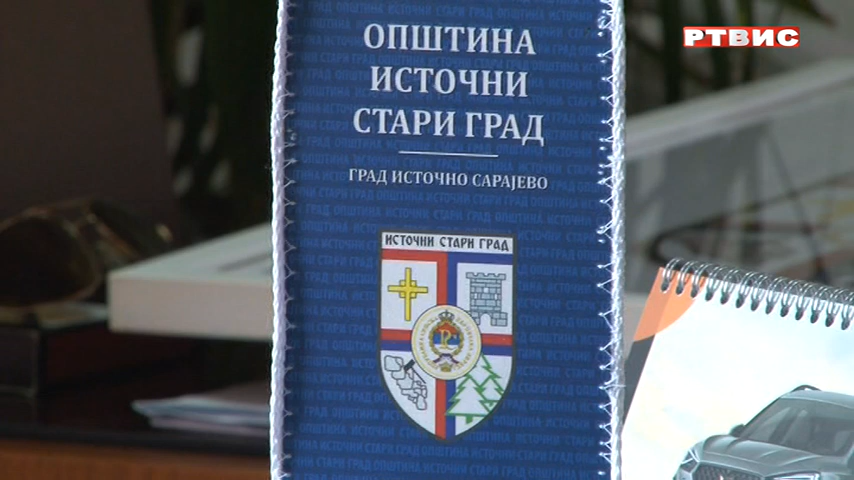 РТВИС
ОПШТИНА
ИСТОЧНИ
СТАРИ ГРАД
ГРАД ИСТОЧНО САРАЈЕВО
ИСТОЧНИ СТАРИ ГРАД